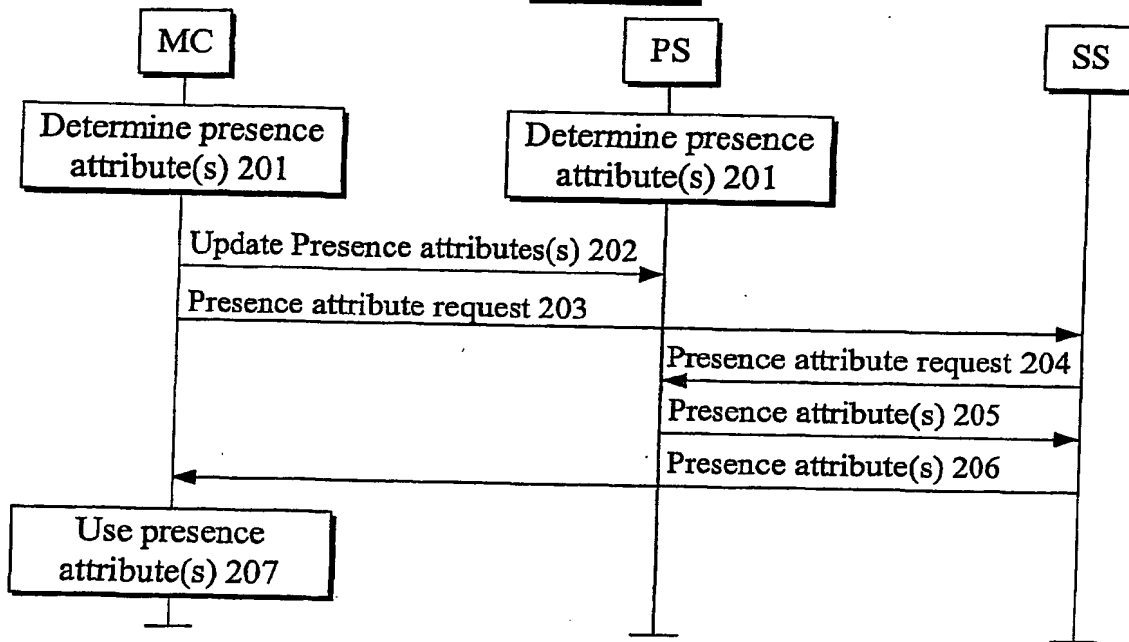 MC
PS
SS
Determine presence
attribute(s) 201
Determine presence
attribute(s) 201
Update Presence attributes(s) 202
Presence attribute request 203
Presence attribute request 204
Presence attribute(s) 205
Presence attribute(s) 206
Use presence
attribute(s) 207